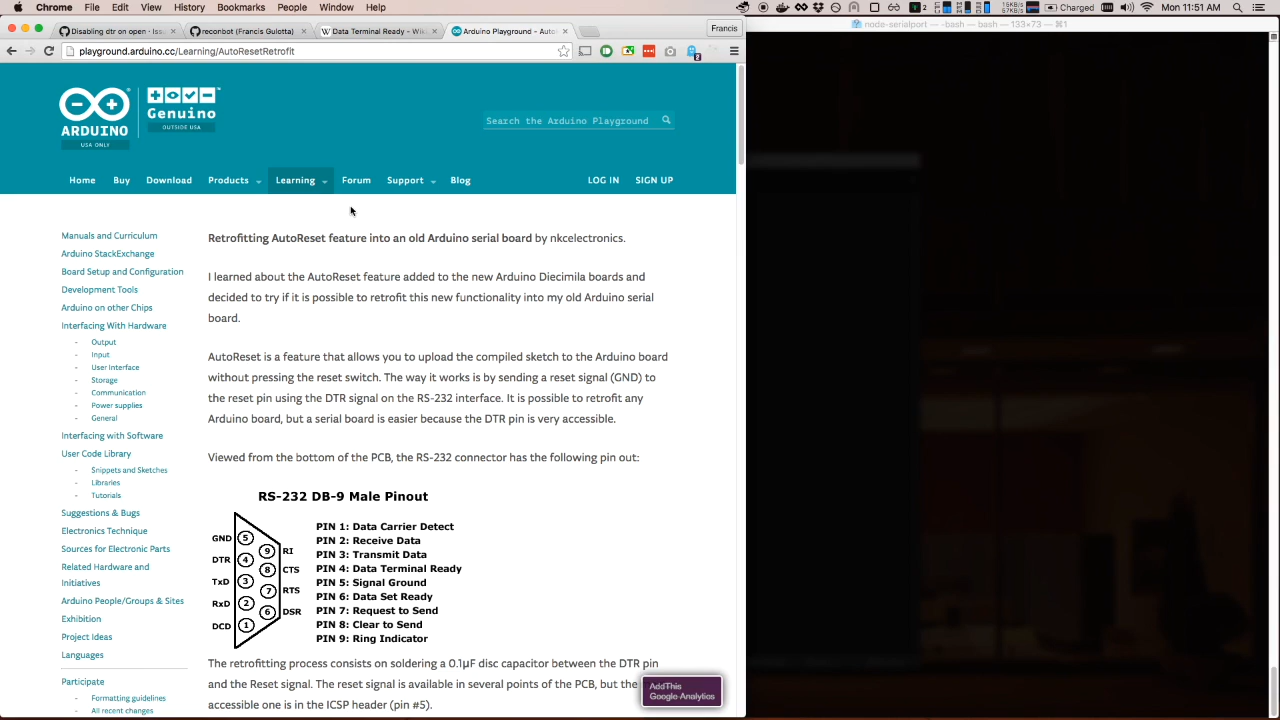 Chrome File Edit View History Bookmarks People Window Help
Charged Mon 11:51 AM
Disabling dtr on open · Issu
reconbot (Francis Gulotta)
Data Terminal Ready - Wiki
Arduino Playground - Auto
Francis
node-serialport — -bash — bash — 133×73 — ⌘1
playground.arduino.cc/Learning/AutoResetRetrofit
2
ARDUINO
USA ONLY
Genuino
OUTSIDE USA
Search the Arduino Playground
Home Buy Download Products Learning Forum Support Blog LOG IN SIGN UP
Manuals and Curriculum
Arduino StackExchange
Board Setup and Configuration
Development Tools
Arduino on other Chips
Interfacing With Hardware
- Output
- Input
- User Interface
- Storage
- Communication
- Power supplies
- General
Interfacing with Software
User Code Library
- Snippets and Sketches
- Libraries
- Tutorials
Suggestions & Bugs
Electronics Technique
Sources for Electronic Parts
Related Hardware and
Initiatives
Arduino People/Groups & Sites
Exhibition
Project Ideas
Languages
Participate
- Formatting guidelines
- All recent changes
Retrofitting AutoReset feature into an old Arduino serial board by nkcelectronics.
I learned about the AutoReset feature added to the new Arduino Diecimila boards and
decided to try if it is possible to retrofit this new functionality into my old Arduino serial
board.
AutoReset is a feature that allows you to upload the compiled sketch to the Arduino board
without pressing the reset switch. The way it works is by sending a reset signal (GND) to
the reset pin using the DTR signal on the RS-232 interface. It is possible to retrofit any
Arduino board, but a serial board is easier because the DTR pin is very accessible.
Viewed from the bottom of the PCB, the RS-232 connector has the following pin out:
RS-232 DB-9 Male Pinout
GND 5
9 RI
DTR 4
8 CTS
TxD 3
7 RTS
RxD 2
6 DSR
DCD 1
PIN 1: Data Carrier Detect
PIN 2: Receive Data
PIN 3: Transmit Data
PIN 4: Data Terminal Ready
PIN 5: Signal Ground
PIN 6: Data Set Ready
PIN 7: Request to Send
PIN 8: Clear to Send
PIN 9: Ring Indicator
The retrofitting process consists on soldering a 0.1µF disc capacitor between the DTR pin
and the Reset signal. The reset signal is available in several points of the PCB, but the
accessible one is in the ICSP header (pin #5).
AddThis
Google Analytics